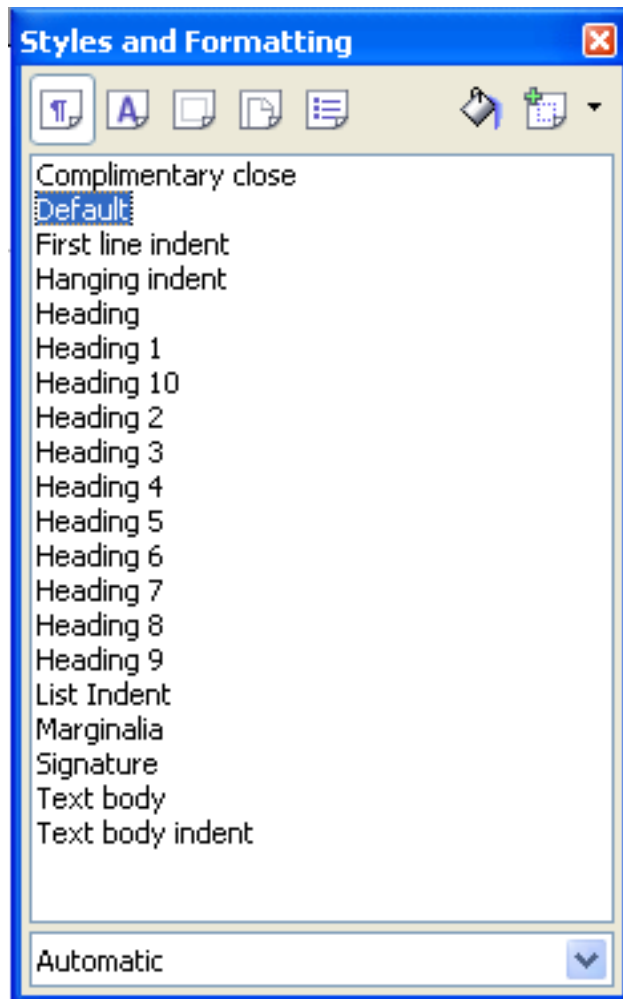 Styles and Formatting
Complimentary close
Default
First line indent
Hanging indent
Heading
Heading 1
Heading 10
Heading 2
Heading 3
Heading 4
Heading 5
Heading 6
Heading 7
Heading 8
Heading 9
List Indent
Marginalia
Signature
Text body
Text body indent
Automatic